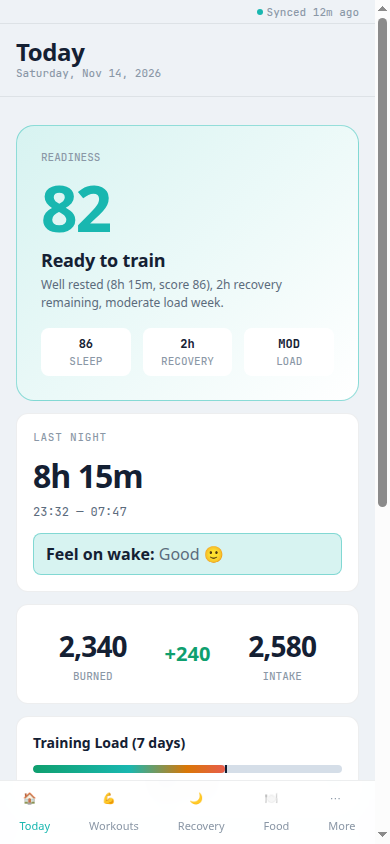 Synced 12m ago
Today
Saturday, Nov 14, 2026
READINESS
82
Ready to train
Well rested (8h 15m, score 86), 2h recovery
remaining, moderate load week.
86
SLEEP
2h
RECOVERY
MOD
LOAD
LAST NIGHT
8h 15m
23:32 — 07:47
Feel on wake: Good 🙂
2,340
BURNED
+240
2,580
INTAKE
Training Load (7 days)
Today
Workouts
Recovery
Food
More